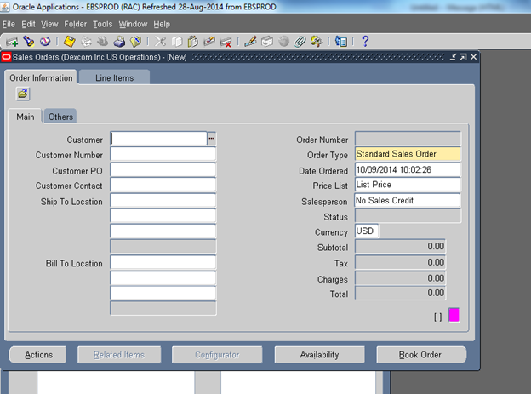 Oracle Applications - EBSPROD (RAC) Refreshed 28-Aug-2014 from EBSPROD
File Edit View Folder Tools Window Help
Sales Orders (Dexcom Inc US Operations) - [New]
Order Information Line Items
Main Others
Customer
Customer Number
Customer PO
Customer Contact
Ship To Location
Bill To Location
Order Number
Order Type Standard Sales Order
Date Ordered 10/09/2014 10:02:26
Price List List Price
Salesperson No Sales Credit
Status
Currency USD
Subtotal 0.00
Tax 0.00
Charges 0.00
Total 0.00
[ ]
Actions Related Items Configurator Availability Book Order